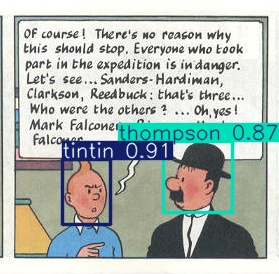 OF course! There's no reason why
this should stop. Everyone who took
part in the expedition is in danger.
Let's see... Sanders-Hardiman,
Clarkson, Reedbuck: that's three...
Who were the others? ... Oh, yes!
Mark Falconer
thompson 0.87
Falconer
tintin 0.91